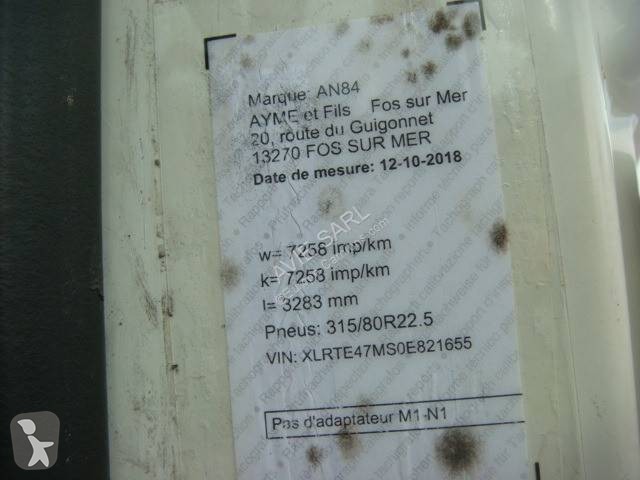 Marque: AN84
AYME et Fils Fos sur Mer
20, route du Guigonnet
13270 FOS SUR MER
Date de mesure: 12-10-2018
w= 7258 imp/km
k= 7258 imp/km
l= 3283 mm
Pneus: 315/80R22.5
VIN: XLRTE47MS0E821655
Pas d'adaptateur M1-N1
AVIP SARL